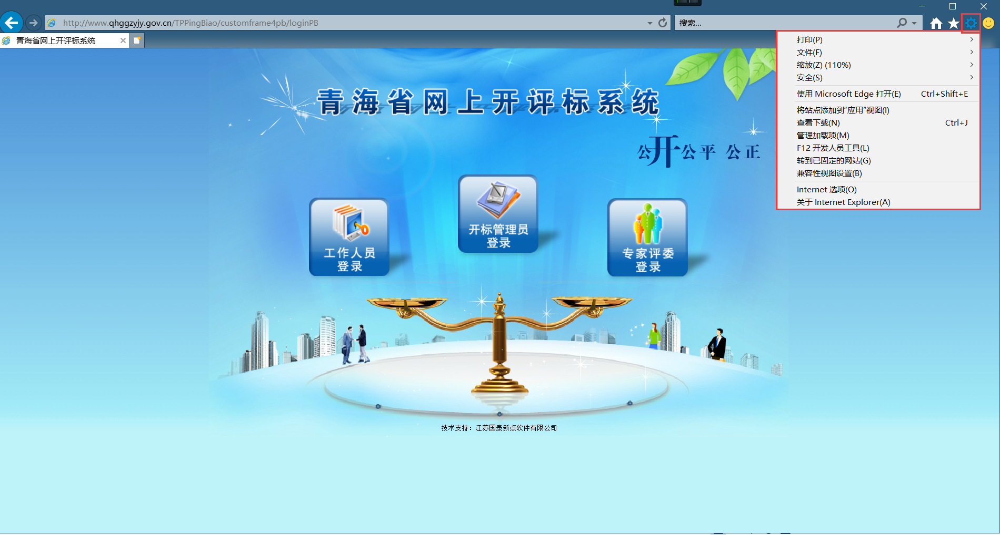 http://www.qhggzyjy.gov.cn/TPPingBiao/customframe4pb/loginPB
搜索...
青海省网上开评标系统
打印(P)
文件(F)
缩放(Z) (110%)
安全(S)
使用 Microsoft Edge 打开(E) Ctrl+Shift+E
将站点添加到“应用”视图(I)
查看下载(N) Ctrl+J
管理加载项(M)
F12 开发人员工具(L)
转到已固定的网站(G)
兼容性视图设置(B)
Internet 选项(O)
关于 Internet Explorer(A)
青海省网上开评标系统
公开 公平 公正
工作人员
登录
开标管理员
登录
专家评委
登录
技术支持：江苏国泰新点软件有限公司